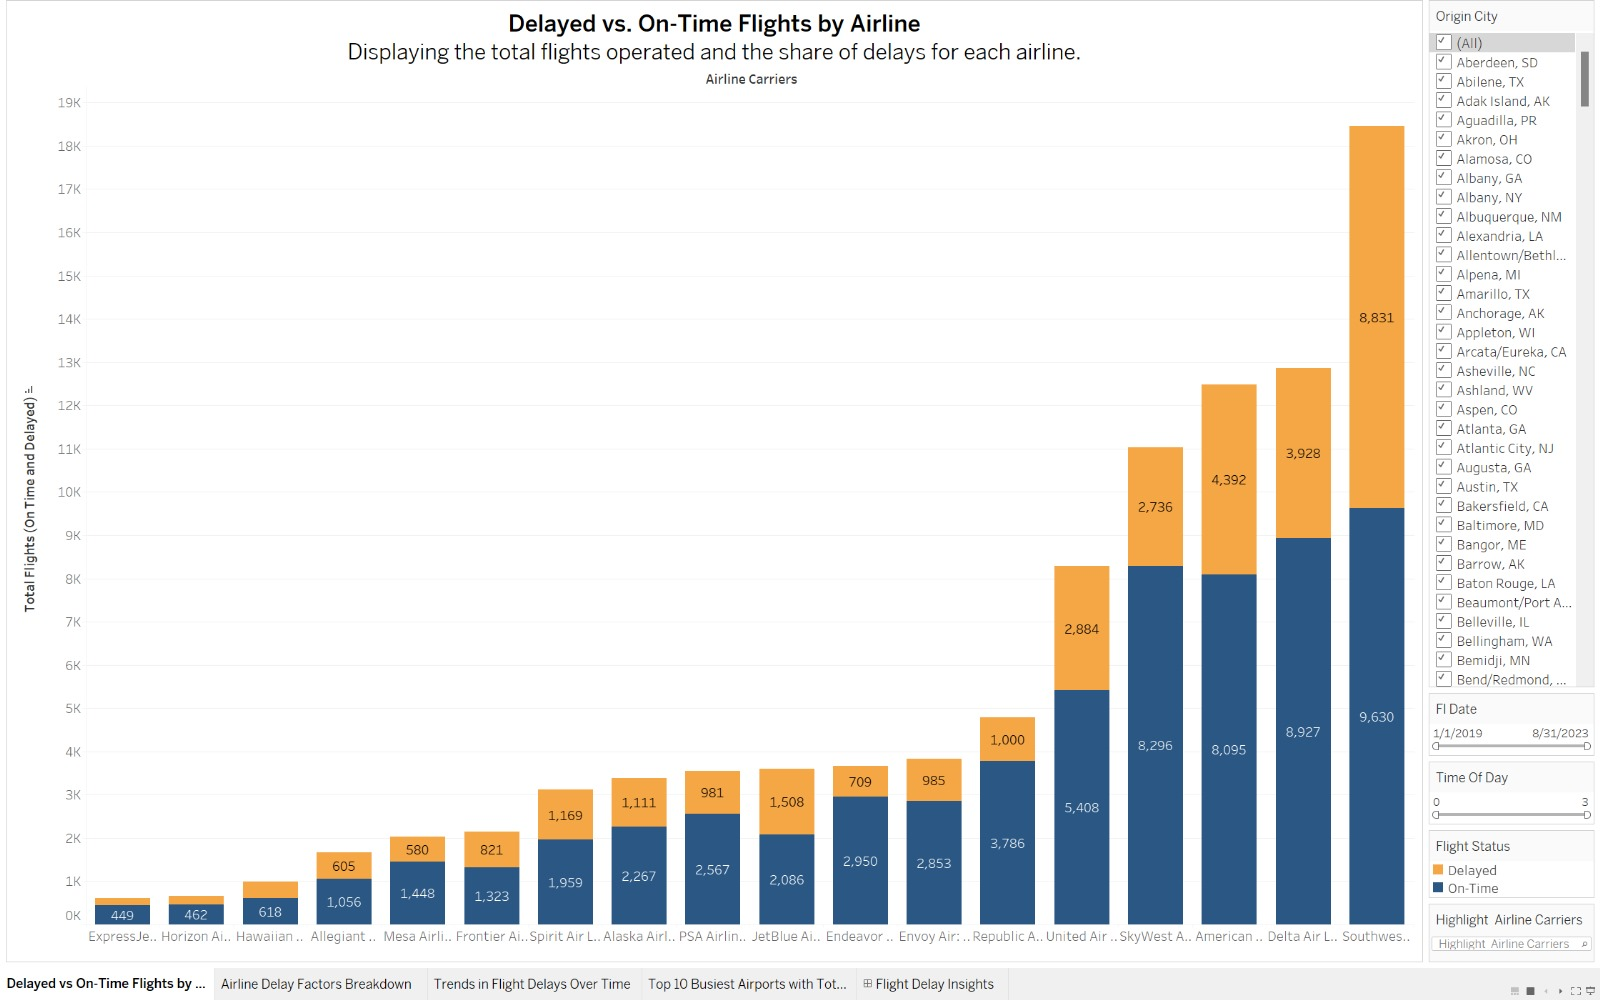 Delayed vs. On-Time Flights by Airline
Displaying the total flights operated and the share of delays for each airline.
Airline Carriers
Total Flights (On Time and Delayed)
19K
18K
17K
16K
15K
14K
13K
12K
11K
10K
9K
8K
7K
6K
5K
4K
3K
2K
1K
0K
449
462
618
605
1,056
580
1,448
821
1,323
1,169
1,959
1,111
2,267
981
2,567
1,508
2,086
709
2,950
985
2,853
1,000
3,786
2,884
5,408
2,736
8,296
4,392
8,095
3,928
8,927
8,831
9,630
ExpressJe.. Horizon Ai.. Hawaiian .. Allegiant .. Mesa Airli.. Frontier Ai.. Spirit Air L.. Alaska Airl.. PSA Airlin.. JetBlue Ai.. Endeavor .. Envoy Air: .. Republic A.. United Air .. SkyWest A.. American .. Delta Air L.. Southwes..
Origin City
(All)
Aberdeen, SD
Abilene, TX
Adak Island, AK
Aguadilla, PR
Akron, OH
Alamosa, CO
Albany, GA
Albany, NY
Albuquerque, NM
Alexandria, LA
Allentown/Bethl...
Alpena, MI
Amarillo, TX
Anchorage, AK
Appleton, WI
Arcata/Eureka, CA
Asheville, NC
Ashland, WV
Aspen, CO
Atlanta, GA
Atlantic City, NJ
Augusta, GA
Austin, TX
Bakersfield, CA
Baltimore, MD
Bangor, ME
Barrow, AK
Baton Rouge, LA
Beaumont/Port A...
Belleville, IL
Bellingham, WA
Bemidji, MN
Bend/Redmond, ...
Fl Date
1/1/2019 8/31/2023
Time Of Day
0 3
Flight Status
Delayed
On-Time
Highlight Airline Carriers
Highlight Airline Carriers
Delayed vs On-Time Flights by ... Airline Delay Factors Breakdown Trends in Flight Delays Over Time Top 10 Busiest Airports with Tot... Flight Delay Insights